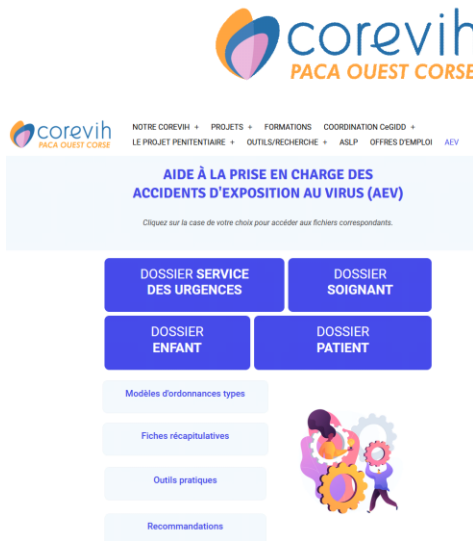 corevih
PACA OUEST CORSE
corevih
PACA OUEST CORSE
NOTRE COREVIH + PROJETS + FORMATIONS COORDINATION CeGIDD +
LE PROJET PENITENTIAIRE + OUTILS/RECHERCHE + ASLP OFFRES D'EMPLOI AEV
AIDE À LA PRISE EN CHARGE DES
ACCIDENTS D'EXPOSITION AU VIRUS (AEV)
Cliquez sur la case de votre choix pour accéder aux fichiers correspondants.
DOSSIER SERVICE
DES URGENCES
DOSSIER
SOIGNANT
DOSSIER
ENFANT
DOSSIER
PATIENT
Modèles d'ordonnances types
Fiches récapitulatives
Outils pratiques
Recommandations